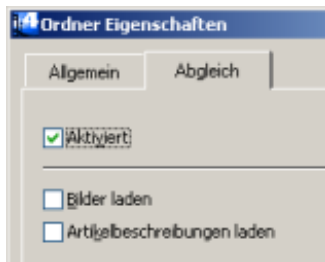 Ordner Eigenschaften
Allgemein Abgleich
Aktiviert
Bilder laden
Artikelbeschreibungen laden